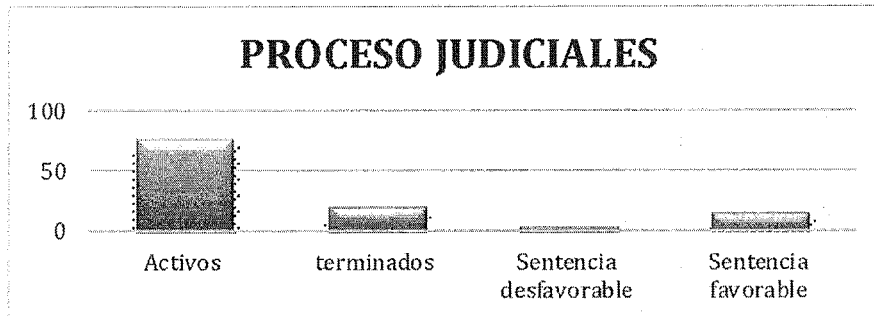 PROCESO JUDICIALES
100
50
0
Activos
terminados
Sentencia
desfavorable
Sentencia
favorable